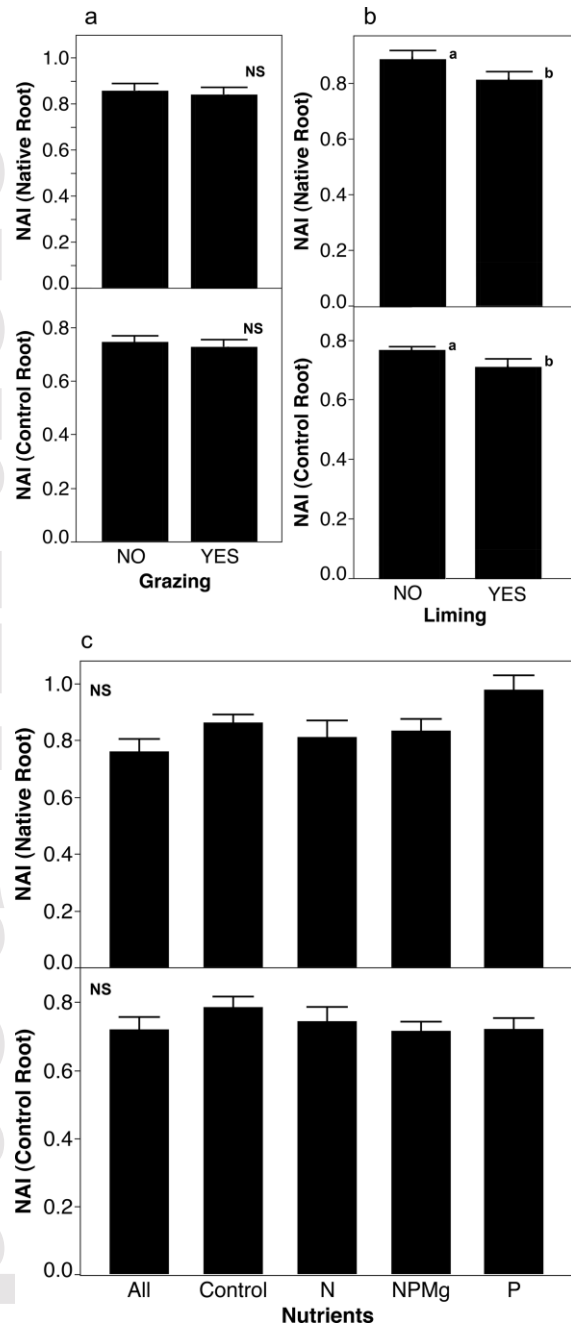 a
b
NAI (Native Root)
1.0
0.8
0.6
0.4
0.2
0.0
NS
NAI (Control Root)
0.8
0.6
0.4
0.2
0.0
NS
NO YES
Grazing
NAI (Native Root)
0.8
0.6
0.4
0.2
0.0
a
b
NAI (Control Root)
0.8
0.6
0.4
0.2
0.0
a
b
NO YES
Liming
c
NAI (Native Root)
1.0
0.8
0.6
0.4
0.2
0.0
NS
NAI (Control Root)
0.8
0.6
0.4
0.2
0.0
NS
All Control N NPMg P
Nutrients